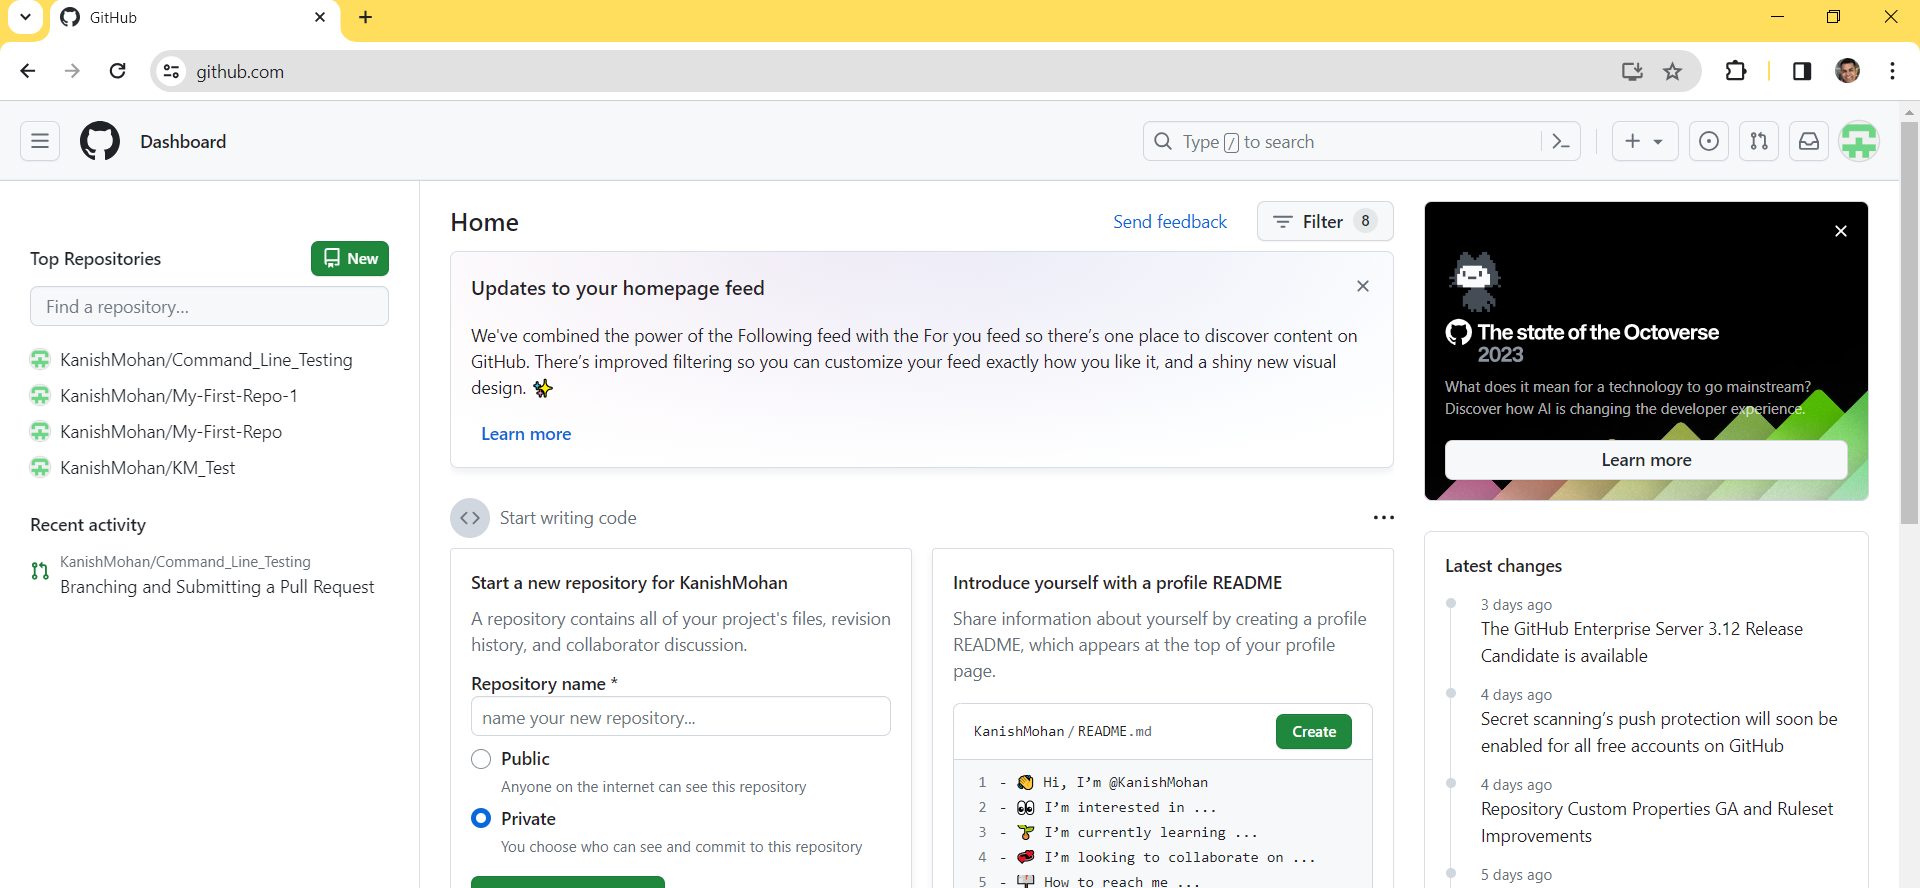 GitHub
github.com
Dashboard
Type / to search
Top Repositories
New
Find a repository...
KanishMohan/Command_Line_Testing
KanishMohan/My-First-Repo-1
KanishMohan/My-First-Repo
KanishMohan/KM_Test
Recent activity
KanishMohan/Command_Line_Testing
Branching and Submitting a Pull Request
Home
Send feedback
Filter 8
Updates to your homepage feed
We've combined the power of the Following feed with the For you feed so there’s one place to discover content on
GitHub. There’s improved filtering so you can customize your feed exactly how you like it, and a shiny new visual
design. ✨
Learn more
Start writing code
Start a new repository for KanishMohan
A repository contains all of your project's files, revision
history, and collaborator discussion.
Repository name *
name your new repository...
Public
Anyone on the internet can see this repository
Private
You choose who can see and commit to this repository
Introduce yourself with a profile README
Share information about yourself by creating a profile
README, which appears at the top of your profile
page.
KanishMohan / README.md
Create
1 - 👋 Hi, I’m @KanishMohan
2 - 👀 I’m interested in ...
3 - 🌱 I’m currently learning ...
4 - 💞️ I’m looking to collaborate on ...
5 - 📫 How to reach me ...
The state of the Octoverse
2023
What does it mean for a technology to go mainstream?
Discover how AI is changing the developer experience.
Learn more
Latest changes
3 days ago
The GitHub Enterprise Server 3.12 Release
Candidate is available
4 days ago
Secret scanning’s push protection will soon be
enabled for all free accounts on GitHub
4 days ago
Repository Custom Properties GA and Ruleset
Improvements
5 days ago